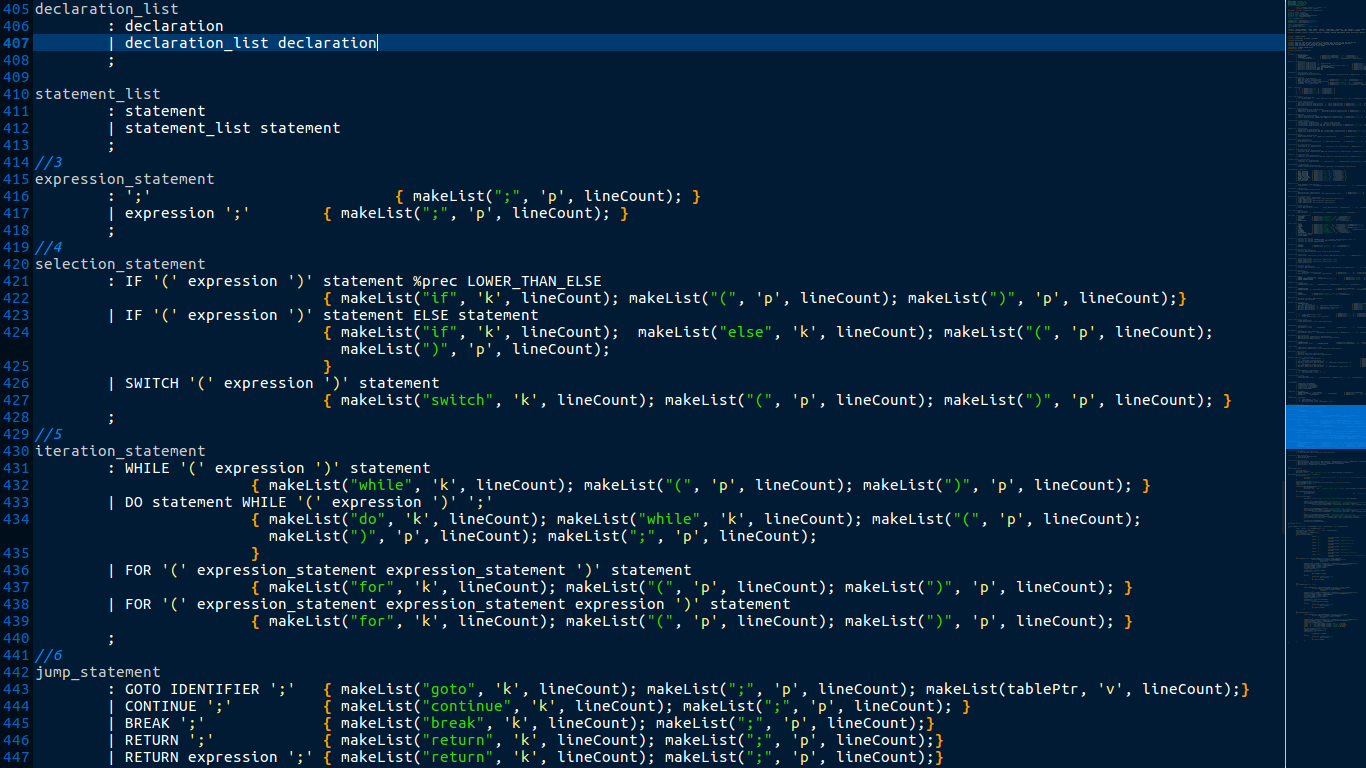 405 declaration_list
406 : declaration
407 | declaration_list declaration
408 ;
409
410 statement_list
411 : statement
412 | statement_list statement
413 ;
414 //3
415 expression_statement
416 : ';' { makeList(";", 'p', lineCount); }
417 | expression ';' { makeList(";", 'p', lineCount); }
418 ;
419 //4
420 selection_statement
421 : IF '(' expression ')' statement %prec LOWER_THAN_ELSE
422 { makeList("if", 'k', lineCount); makeList("(", 'p', lineCount); makeList(")", 'p', lineCount);}
423 | IF '(' expression ')' statement ELSE statement
424 { makeList("if", 'k', lineCount);  makeList("else", 'k', lineCount); makeList("(", 'p', lineCount);
makeList(")", 'p', lineCount);
425 }
426 | SWITCH '(' expression ')' statement
427 { makeList("switch", 'k', lineCount); makeList("(", 'p', lineCount); makeList(")", 'p', lineCount); }
428 ;
429 //5
430 iteration_statement
431 : WHILE '(' expression ')' statement
432 { makeList("while", 'k', lineCount); makeList("(", 'p', lineCount); makeList(")", 'p', lineCount); }
433 | DO statement WHILE '(' expression ')' ';'
434 { makeList("do", 'k', lineCount); makeList("while", 'k', lineCount); makeList("(", 'p', lineCount);
makeList(")", 'p', lineCount); makeList(";", 'p', lineCount);
435 }
436 | FOR '(' expression_statement expression_statement ')' statement
437 { makeList("for", 'k', lineCount); makeList("(", 'p', lineCount); makeList(")", 'p', lineCount); }
438 | FOR '(' expression_statement expression_statement expression ')' statement
439 { makeList("for", 'k', lineCount); makeList("(", 'p', lineCount); makeList(")", 'p', lineCount); }
440 ;
441 //6
442 jump_statement
443 : GOTO IDENTIFIER ';' { makeList("goto", 'k', lineCount); makeList(";", 'p', lineCount); makeList(tablePtr, 'v', lineCount);}
444 | CONTINUE ';' { makeList("continue", 'k', lineCount); makeList(";", 'p', lineCount); }
445 | BREAK ';' { makeList("break", 'k', lineCount); makeList(";", 'p', lineCount);}
446 | RETURN ';' { makeList("return", 'k', lineCount); makeList(";", 'p', lineCount);}
447 | RETURN expression ';' { makeList("return", 'k', lineCount); makeList(";", 'p', lineCount);}